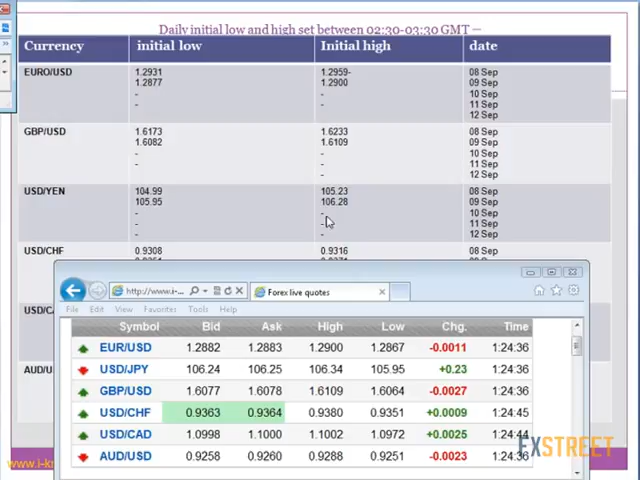 Daily initial low and high set between 02:30-03:30 GMT —
Currency initial low Initial high date
EURO/USD 1.2931 1.2959- 08 Sep
1.2877 1.2900 09 Sep
- - 10 Sep
- - 11 Sep
12 Sep
GBP/USD 1.6173 1.6233 08 Sep
1.6082 1.6109 09 Sep
- - 10 Sep
- - 11 Sep
- - 12 Sep
USD/YEN 104.99 105.23 08 Sep
105.95 106.28 09 Sep
- - 10 Sep
- - 11 Sep
- - 12 Sep
USD/CHF 0.9308 0.9316 08 Sep
http://www.i-... Forex live quotes
File Edit View Favorites Tools Help
Symbol Bid Ask High Low Chg. Time
EUR/USD 1.2882 1.2883 1.2900 1.2867 -0.0011 1:24:36
USD/JPY 106.24 106.25 106.34 105.95 +0.23 1:24:36
GBP/USD 1.6077 1.6078 1.6109 1.6064 -0.0027 1:24:36
USD/CHF 0.9363 0.9364 0.9380 0.9351 +0.0009 1:24:45
USD/CAD 1.0998 1.1000 1.1002 1.0972 +0.0025 1:24:44
AUD/USD 0.9258 0.9260 0.9288 0.9251 -0.0023 1:24:36
FXSTREET